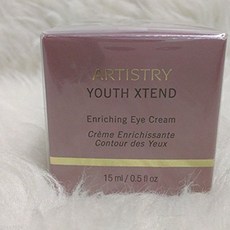 ARTISTRY
YOUTH XTEND
Enriching Eye Cream
Crème Enrichissante
Contour des Yeux
15 ml / 0.5 fl oz